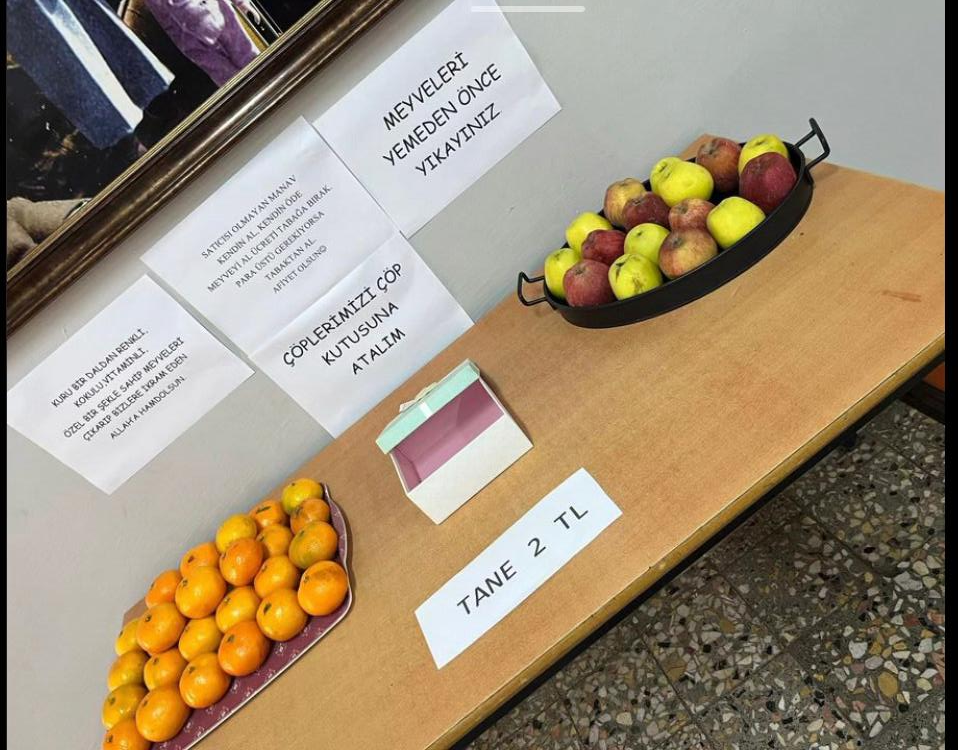 MEYVELERİ
YEMEDEN ÖNCE
YIKAYINIZ
SATICISI OLMAYAN MANAV
KENDİN AL, KENDİN ÖDE
MEYVEYİ AL ÜCRETİ TABAĞA BIRAK.
PARA ÜSTÜ GEREKİYORSA
TABAKTAN AL.
AFİYET OLSUN☺
ÇÖPLERİMİZİ ÇÖP
KUTUSUNA
ATALIM
KURU BİR DALDAN RENKLİ,
KOKULU,VİTAMİNLİ,
ÖZEL BİR ŞEKLE SAHİP MEYVELERİ
ÇIKARIP BİZLERE İKRAM EDEN
ALLAH'A HAMDOLSUN.
TANE 2 TL